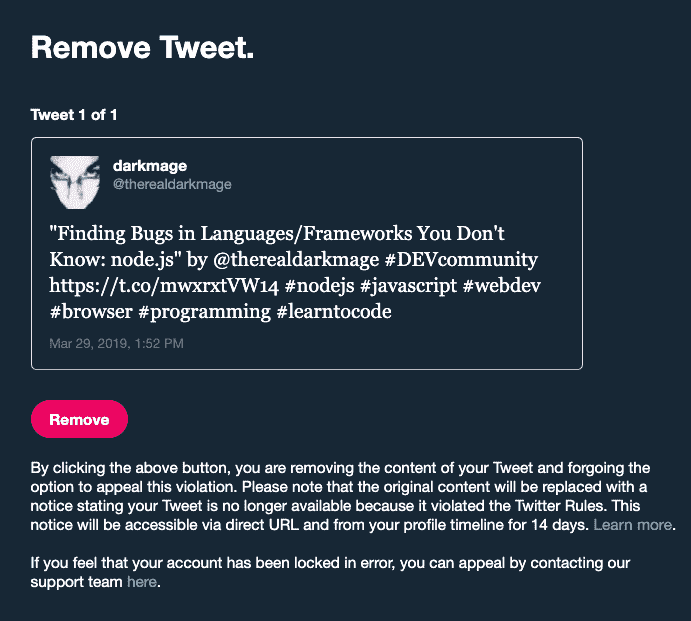 Remove Tweet.
Tweet 1 of 1
darkmage
@therealdarkmage
"Finding Bugs in Languages/Frameworks You Don't
Know: node.js" by @therealdarkmage #DEVcommunity
https://t.co/mwxrxtVW14 #nodejs #javascript #webdev
#browser #programming #learntocode
Mar 29, 2019, 1:52 PM
Remove
By clicking the above button, you are removing the content of your Tweet and forgoing the
option to appeal this violation. Please note that the original content will be replaced with a
notice stating your Tweet is no longer available because it violated the Twitter Rules. This
notice will be accessible via direct URL and from your profile timeline for 14 days. Learn more.
If you feel that your account has been locked in error, you can appeal by contacting our
support team here.